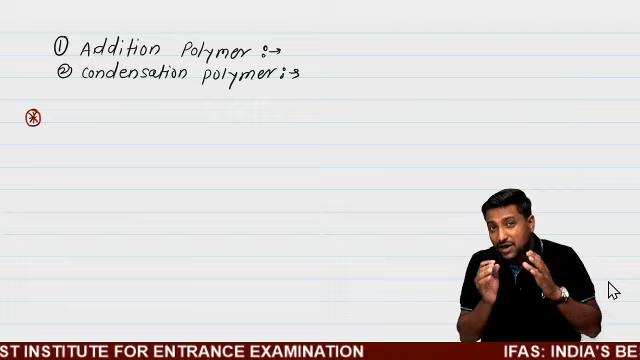 ① Addition Polymer :→
② Condensation polymer :→
ST INSTITUTE FOR ENTRANCE EXAMINATION IFAS: INDIA'S BE